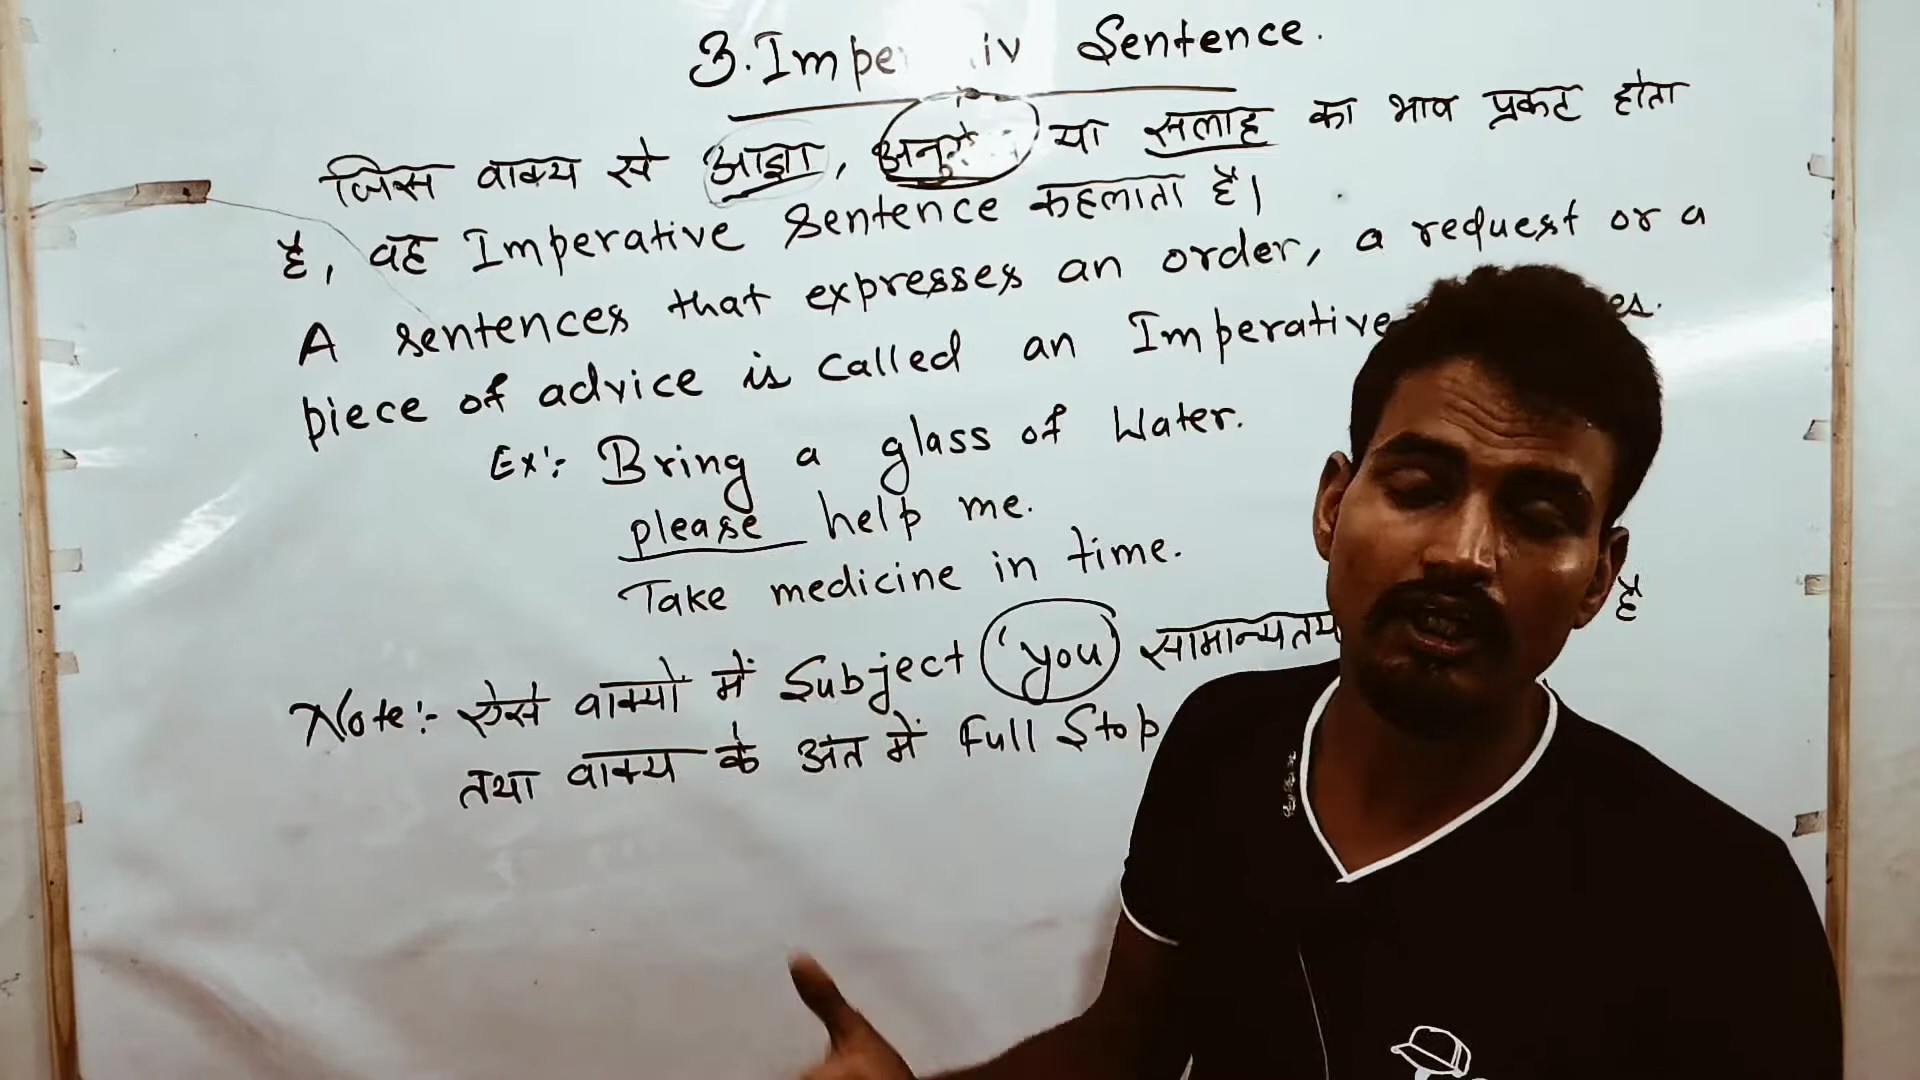 3. Impe iv Sentence.
जिस वाक्य से आज्ञा, या सलाह का भाव प्रकट होता
है, वह Imperative Sentence कहलाता है।
A sentences that expresses an order, a request or a
piece of advice is called an Imperative es.
Ex:- Bring a glass of Water.
please help me.
Take medicine in time.
Note:- ऐसे वाक्यों में Subject 'you' सामान्यतय है
तथा वाक्य के अंत में Full Stop